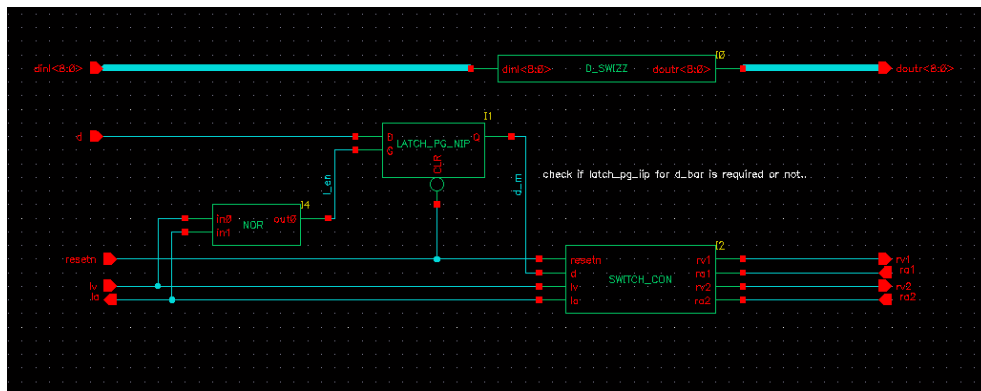 I0
dinl<8:0> dinl<8:0> D_SWIZZ doutr<8:0> doutr<8:0>
I1
d D Q
LATCH_PG_NIP
G
CLR
check if latch_pg_iip for d_bar is required or not..
l_en
d_m
I4
in0 out0
NOR
in1
I2
resetn resetn rv1 rv1
d ra1 ra1
SWITCH_CON
lv lv rv2 rv2
la la ra2 ra2